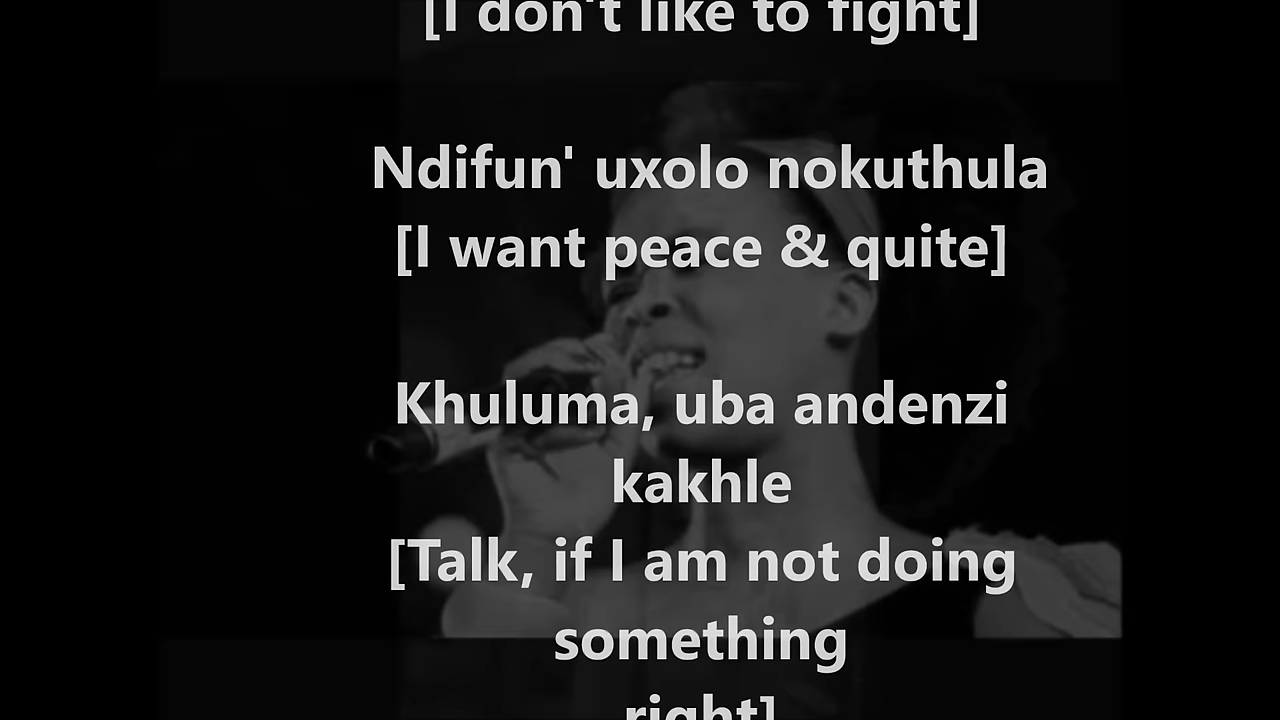 [I don't like to fight]
Ndifun' uxolo nokuthula
[I want peace & quite]
Khuluma, uba andenzi
kakhle
[Talk, if I am not doing
something
right]